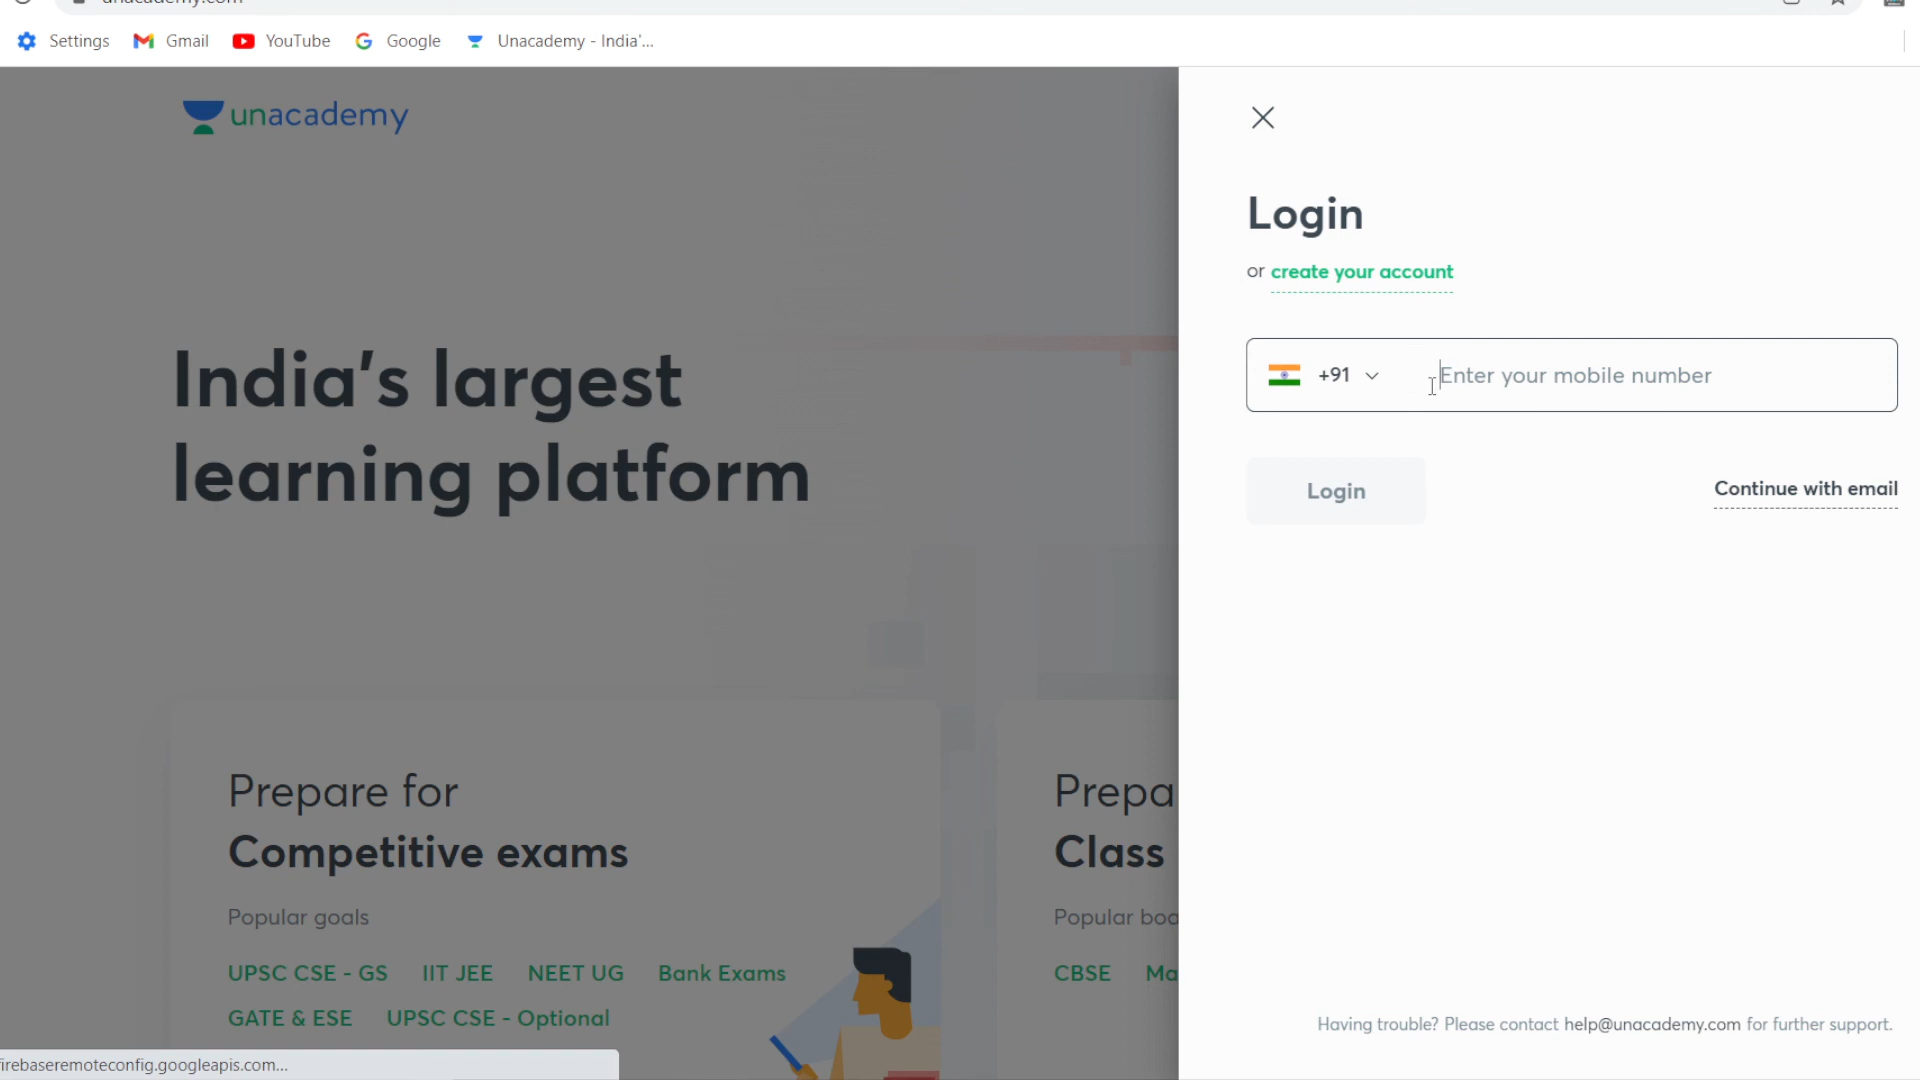 unacademy.com
Settings Gmail YouTube Google Unacademy - India'...
unacademy
India's largest
learning platform
Prepare for
Competitive exams
Popular goals
UPSC CSE - GS IIT JEE NEET UG Bank Exams
GATE & ESE UPSC CSE - Optional
Prepa
Class
Popular boa
CBSE Ma
firebaseremoteconfig.googleapis.com...
Login
or create your account
+91 Enter your mobile number
Login
Continue with email
Having trouble? Please contact help@unacademy.com for further support.